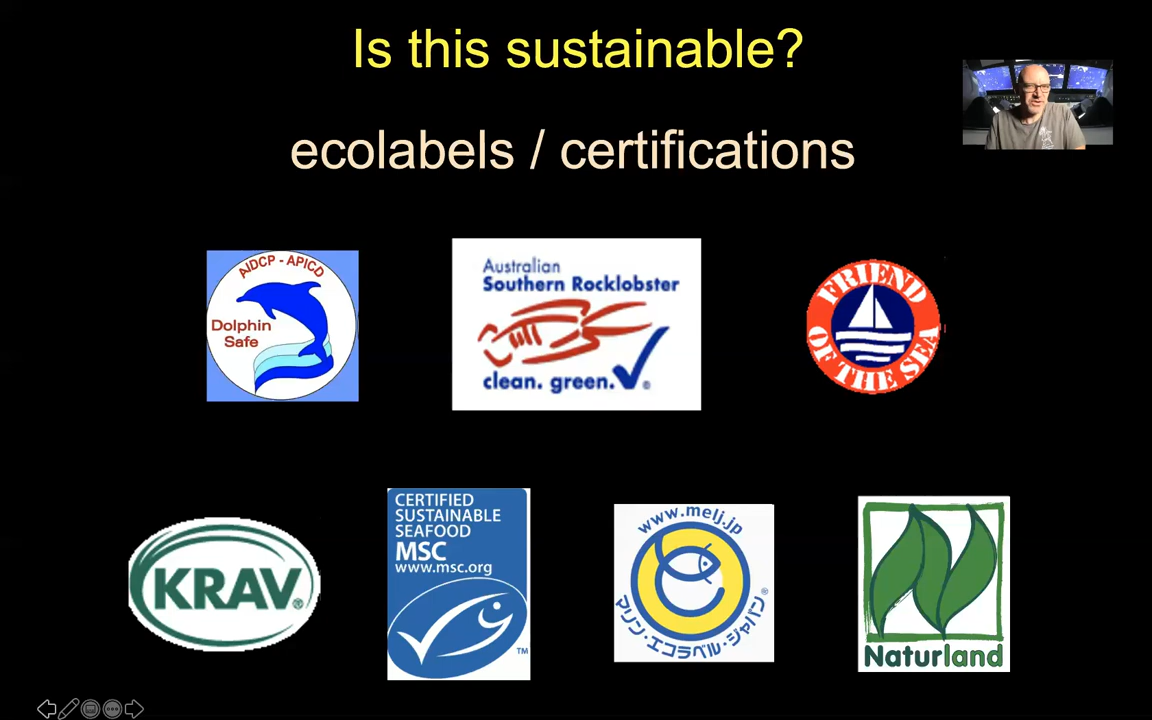 Is this sustainable?
ecolabels / certifications
AIDCP - APICD
Dolphin
Safe
Australian
Southern Rocklobster
clean. green.
®
FRIEND
OF THE SEA
KRAV®
CERTIFIED
SUSTAINABLE
SEAFOOD
MSC
www.msc.org
TM
www.melj.jp
マリン・エコラベル・ジャパン®
Naturland